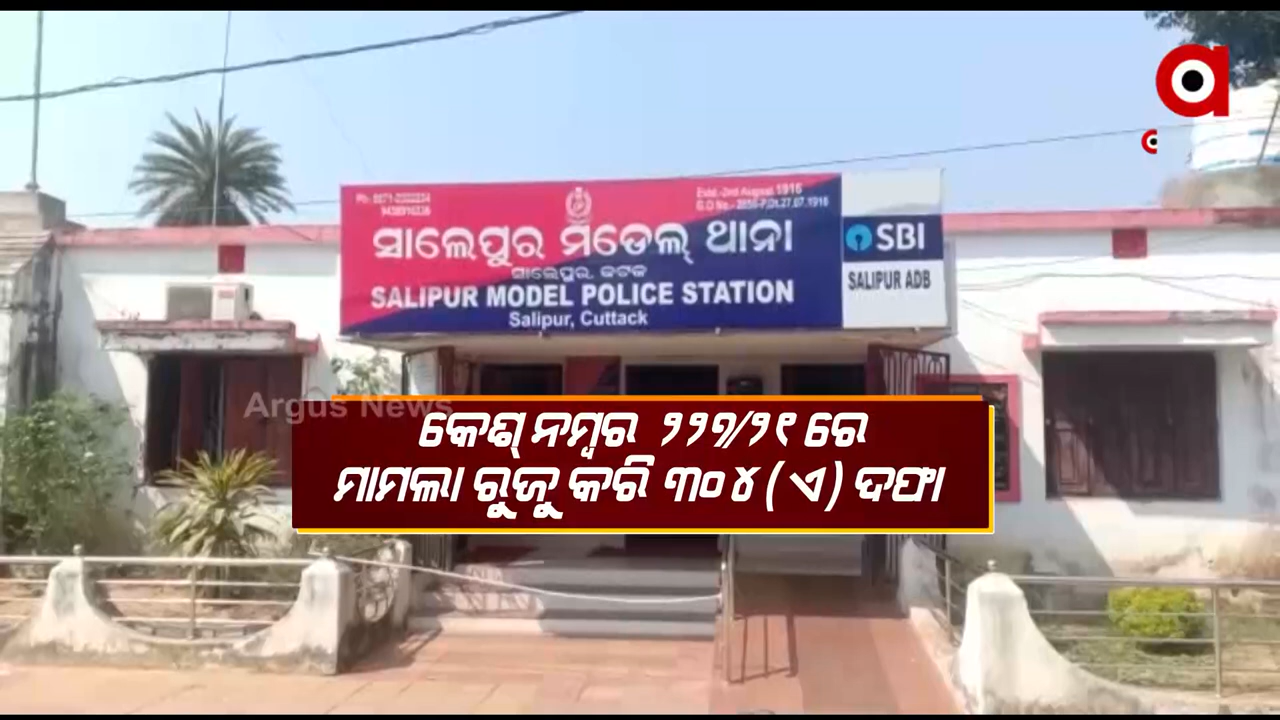 Estd.-2nd August 1916
ସାଲେପୁର ମଡେଲ୍ ଥାନା
ସାଲେପୁର, କଟକ
SALIPUR MODEL POLICE STATION
Salipur, Cuttack
SBI
SALIPUR ADB
Argus News
କେଶ୍ ନମ୍ବର ୨୨୭/୨୧ ରେ
ମାମଲା ରୁଜୁ କରି ୩୦୪(ଏ) ଦଫା